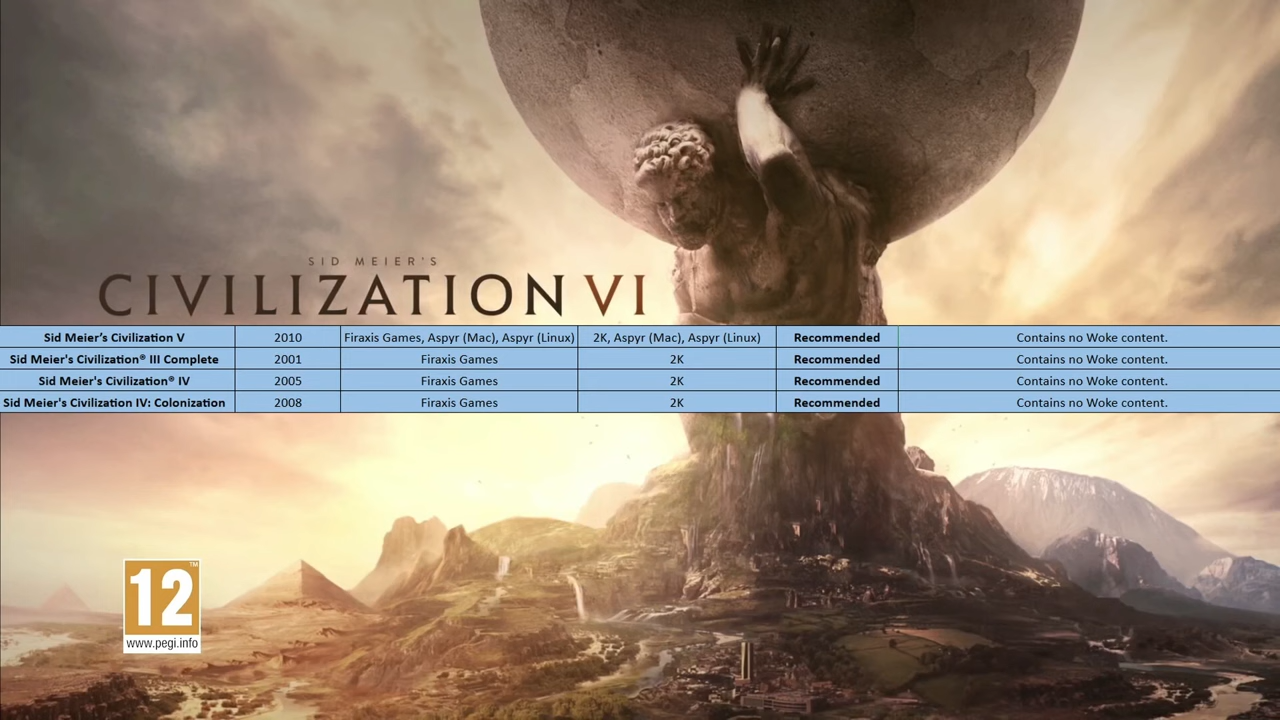 SID MEIER'S
CIVILIZATION VI
Sid Meier’s Civilization V 2010 Firaxis Games, Aspyr (Mac), Aspyr (Linux) 2K, Aspyr (Mac), Aspyr (Linux) Recommended Contains no Woke content.
Sid Meier's Civilization® III Complete 2001 Firaxis Games 2K Recommended Contains no Woke content.
Sid Meier's Civilization® IV 2005 Firaxis Games 2K Recommended Contains no Woke content.
Sid Meier's Civilization IV: Colonization 2008 Firaxis Games 2K Recommended Contains no Woke content.
12™
www.pegi.info